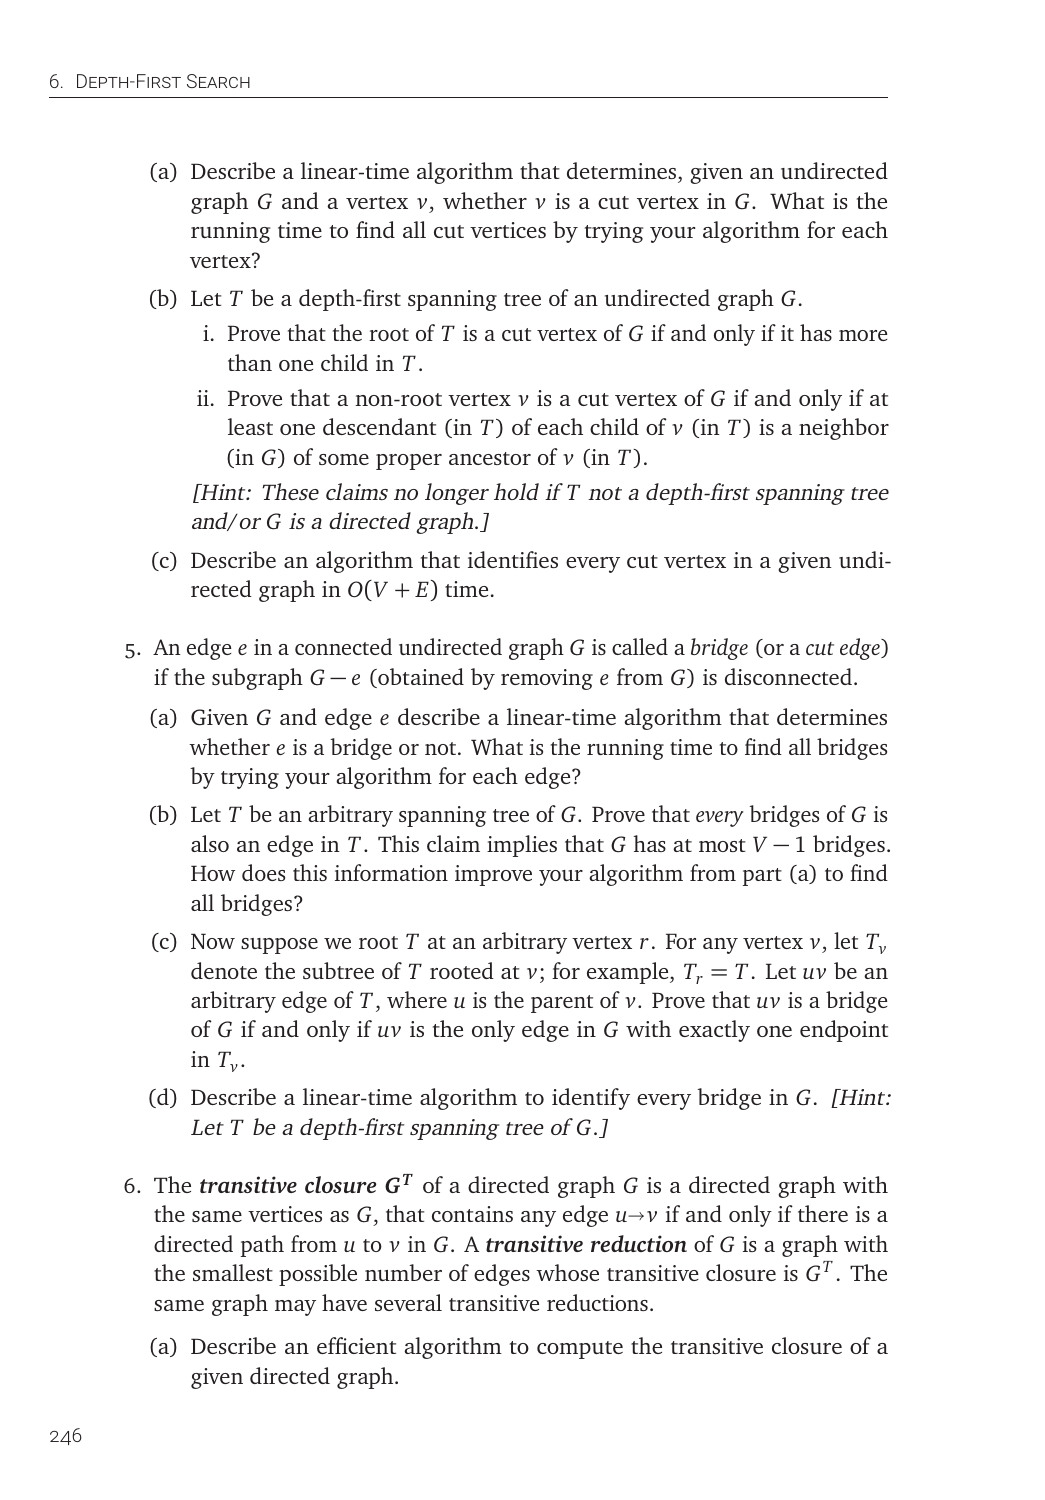 6. Depth-First Search
(a) Describe a linear-time algorithm that determines, given an undirected
graph G and a vertex v, whether v is a cut vertex in G. What is the
running time to find all cut vertices by trying your algorithm for each
vertex?
(b) Let T be a depth-first spanning tree of an undirected graph G.
i. Prove that the root of T is a cut vertex of G if and only if it has more
than one child in T.
ii. Prove that a non-root vertex v is a cut vertex of G if and only if at
least one descendant (in T) of each child of v (in T) is a neighbor
(in G) of some proper ancestor of v (in T).
[Hint: These claims no longer hold if T not a depth-first spanning tree
and/or G is a directed graph.]
(c) Describe an algorithm that identifies every cut vertex in a given undi-
rected graph in O(V + E) time.
5. An edge e in a connected undirected graph G is called a bridge (or a cut edge)
if the subgraph G − e (obtained by removing e from G) is disconnected.
(a) Given G and edge e describe a linear-time algorithm that determines
whether e is a bridge or not. What is the running time to find all bridges
by trying your algorithm for each edge?
(b) Let T be an arbitrary spanning tree of G. Prove that every bridges of G is
also an edge in T. This claim implies that G has at most V − 1 bridges.
How does this information improve your algorithm from part (a) to find
all bridges?
(c) Now suppose we root T at an arbitrary vertex r. For any vertex v, let Tᵥ
denote the subtree of T rooted at v; for example, Tᵣ = T. Let uv be an
arbitrary edge of T, where u is the parent of v. Prove that uv is a bridge
of G if and only if uv is the only edge in G with exactly one endpoint
in Tᵥ.
(d) Describe a linear-time algorithm to identify every bridge in G. [Hint:
Let T be a depth-first spanning tree of G.]
6. The transitive closure Gᵀ of a directed graph G is a directed graph with
the same vertices as G, that contains any edge u→v if and only if there is a
directed path from u to v in G. A transitive reduction of G is a graph with
the smallest possible number of edges whose transitive closure is Gᵀ. The
same graph may have several transitive reductions.
(a) Describe an efficient algorithm to compute the transitive closure of a
given directed graph.
246